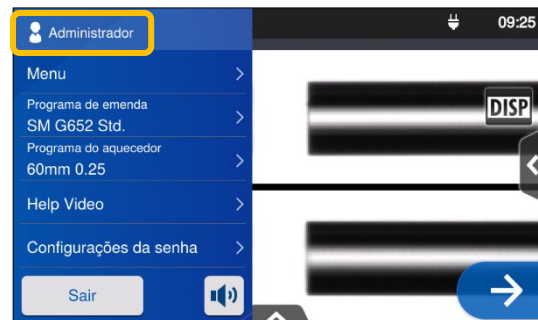 Administrador
09:25
Menu
Programa de emenda
SM G652 Std.
DISP
Programa do aquecedor
60mm 0.25
Help Video
Configurações da senha
Sair